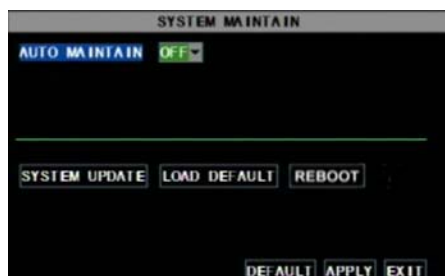 SYSTEM MAINTAIN
AUTO MAINTAIN OFF
SYSTEM UPDATE LOAD DEFAULT REBOOT
DEFAULT APPLY EXIT